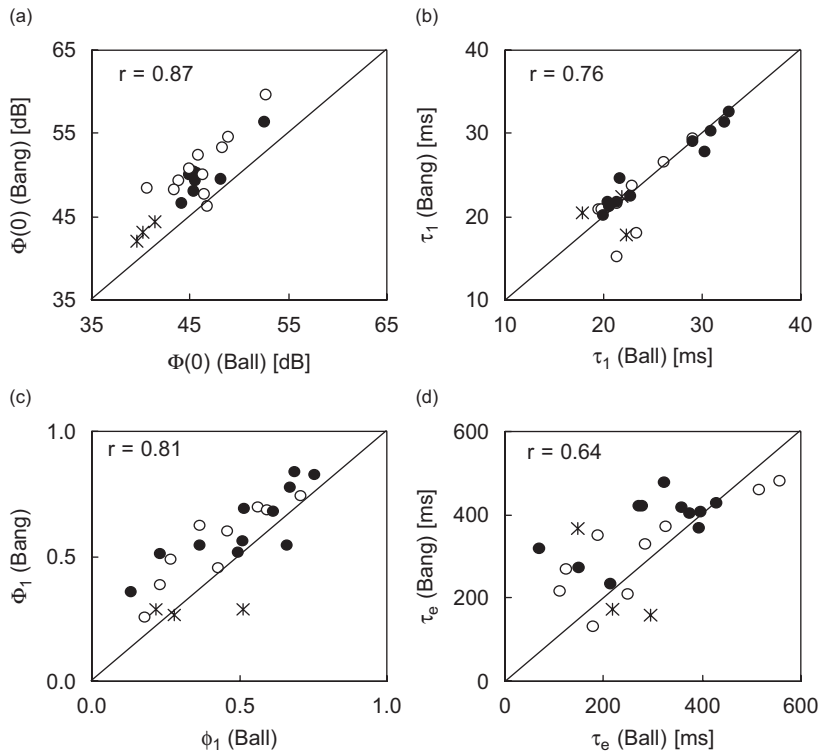 (a)
65
55
45
35
35 45 55 65
r = 0.87
Φ(0) (Bang) [dB]
Φ(0) (Ball) [dB]
(b)
40
30
20
10
10 20 30 40
r = 0.76
τ1 (Bang) [ms]
τ1 (Ball) [ms]
(c)
1.0
0.5
0.0
0.0 0.5 1.0
r = 0.81
Φ1 (Bang)
ϕ1 (Ball)
(d)
600
400
200
0
0 200 400 600
r = 0.64
τe (Bang) [ms]
τe (Ball) [ms]